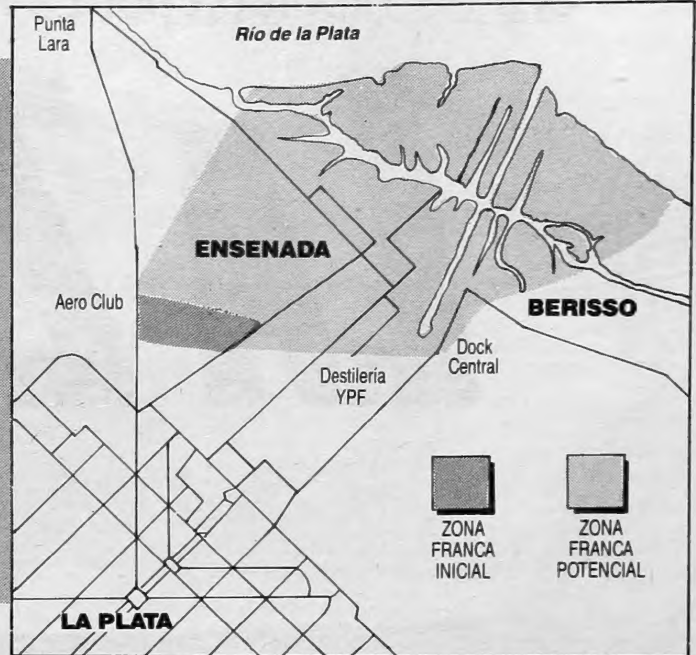 Punta
Lara
Río de la Plata
ENSENADA
Aero Club
BERISSO
Dock
Central
Destilería
YPF
ZONA
FRANCA
INICIAL
ZONA
FRANCA
POTENCIAL
LA PLATA